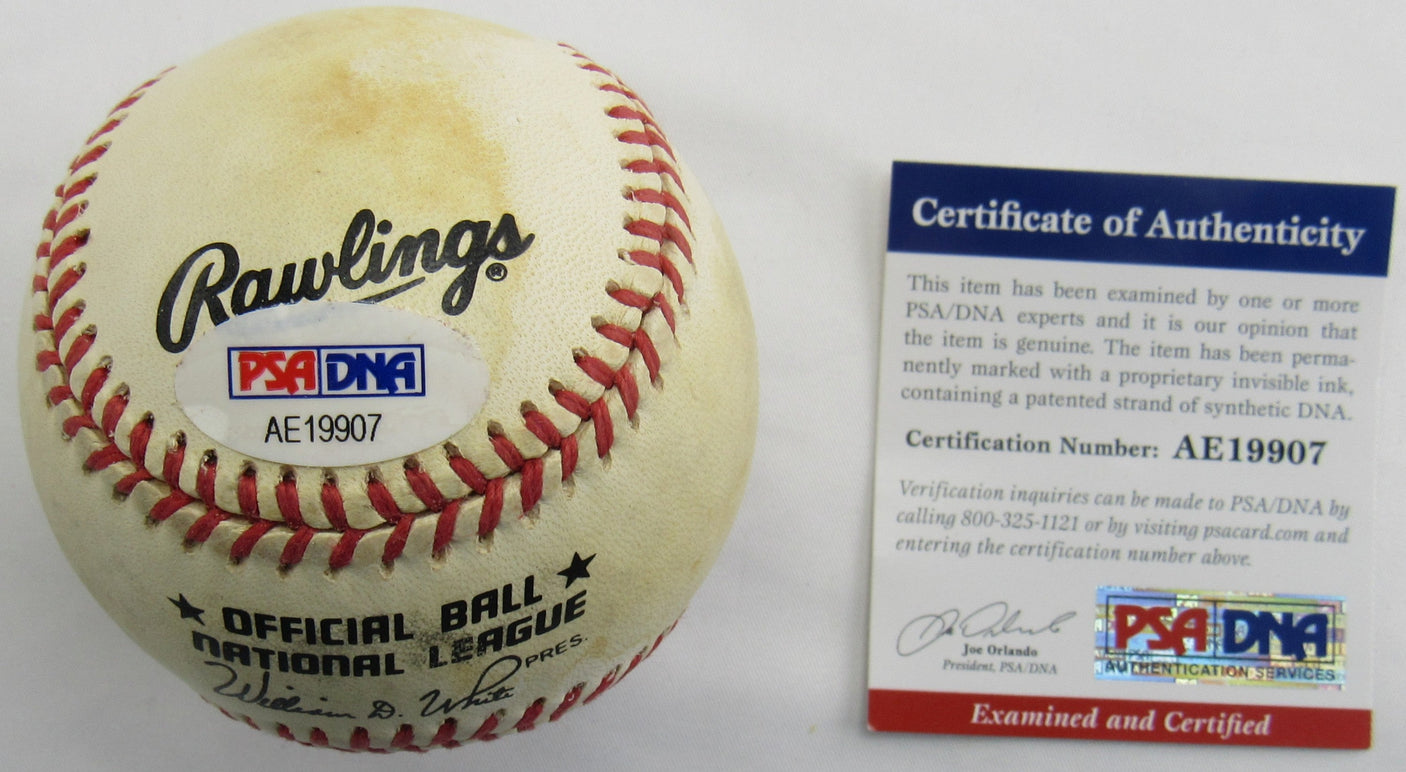 Rawlings®
PSA DNA
AE19907
★ OFFICIAL BALL ★
NATIONAL LEAGUE
William D. White PRES.
Certificate of Authenticity
This item has been examined by one or more
PSA/DNA experts and it is our opinion that
the item is genuine. The item has been perma-
nently marked with a proprietary invisible ink,
containing a patented strand of synthetic DNA.
Certification Number: AE19907
Verification inquiries can be made to PSA/DNA by
calling 800-325-1121 or by visiting psacard.com and
entering the certification number above.
Joe Orlando
President, PSA/DNA
PSA DNA
AUTHENTICATION SERVICES
Examined and Certified